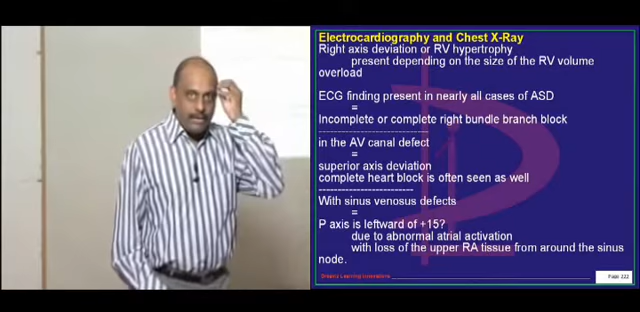 Electrocardiography and Chest X-Ray
Right axis deviation or RV hypertrophy
present depending on the size of the RV volume
overload
ECG finding present in nearly all cases of ASD
=
Incomplete or complete right bundle branch block
------------------------------
in the AV canal defect
=
superior axis deviation
complete heart block is often seen as well
--------------------------
With sinus venosus defects
=
P axis is leftward of +15?
due to abnormal atrial activation
with loss of the upper RA tissue from around the sinus
node.
Page 222